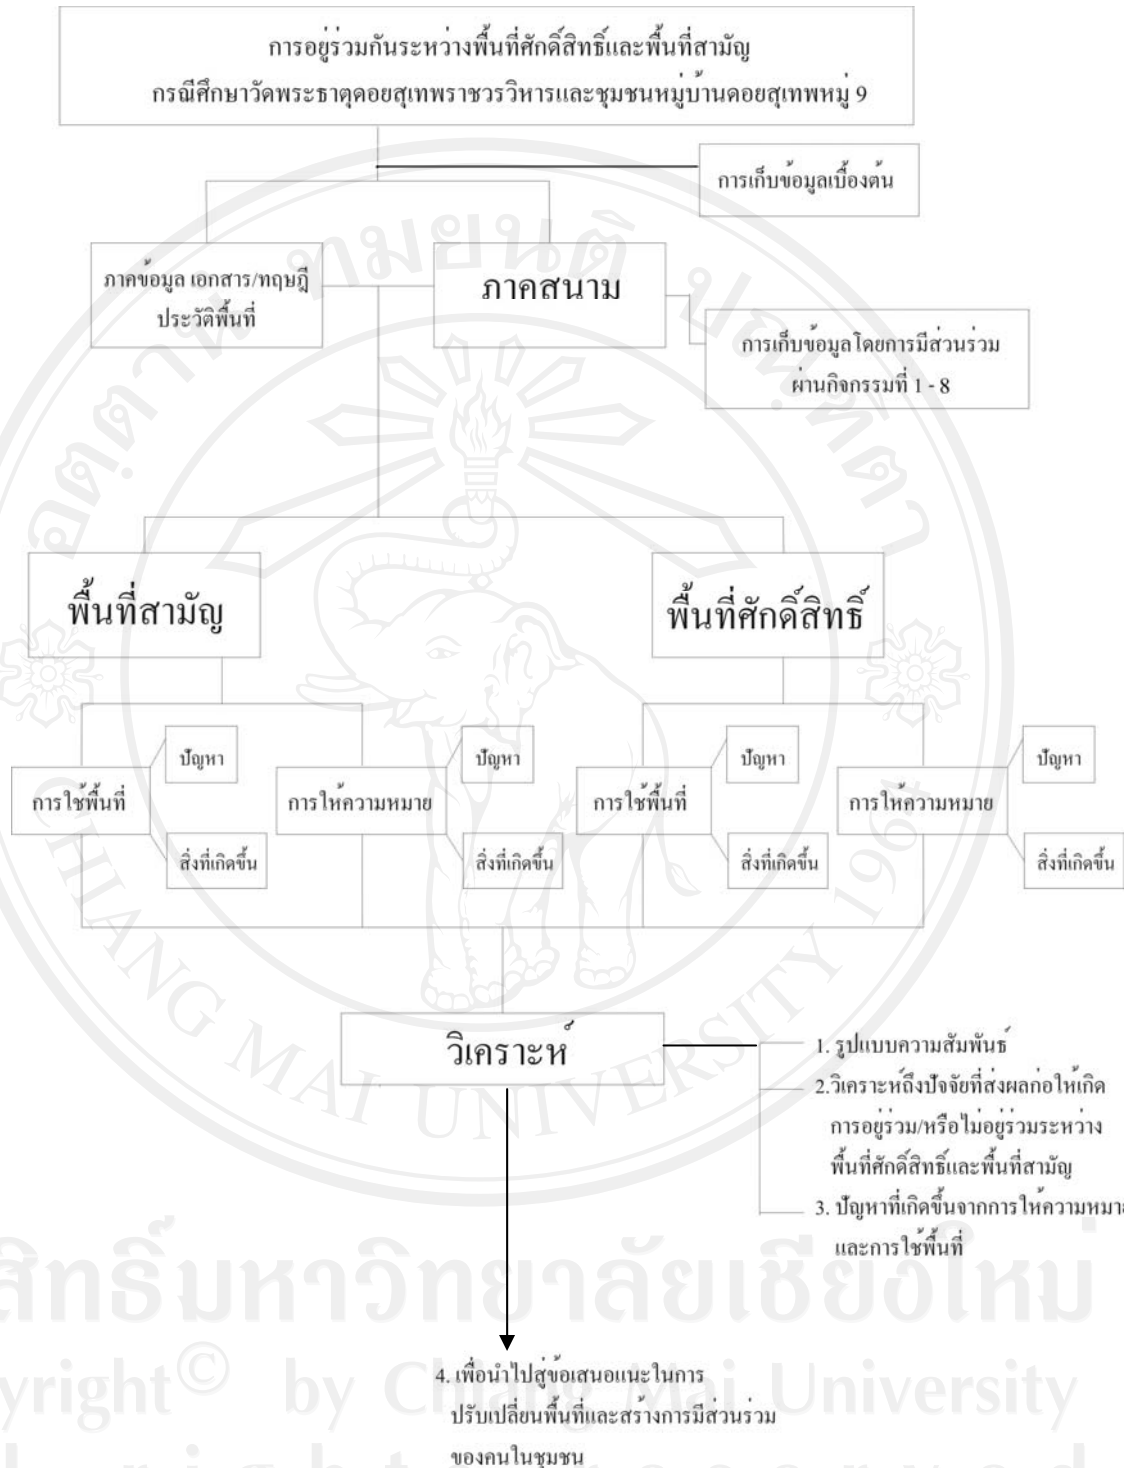 การอยู่ร่วมกันระหว่างพื้นที่ศักดิ์สิทธิ์และพื้นที่สามัญ
กรณีศึกษาวัดพระธาตุดอยสุเทพราชวรวิหารและชุมชนหมู่บ้านดอยสุเทพหมู่ 9
การเก็บข้อมูลเบื้องต้น
ภาคข้อมูล เอกสาร/ทฤษฎี
ประวัติพื้นที่
ภาคสนาม
การเก็บข้อมูลโดยการมีส่วนร่วม
ผ่านกิจกรรมที่ 1 - 8
พื้นที่สามัญ
พื้นที่ศักดิ์สิทธิ์
การใช้พื้นที่
ปัญหา
สิ่งที่เกิดขึ้น
การให้ความหมาย
ปัญหา
สิ่งที่เกิดขึ้น
การใช้พื้นที่
ปัญหา
สิ่งที่เกิดขึ้น
การให้ความหมาย
ปัญหา
สิ่งที่เกิดขึ้น
วิเคราะห์
1. รูปแบบความสัมพันธ์
2.วิเคราะห์ถึงปัจจัยที่ส่งผลก่อให้เกิด
การอยู่ร่วม/หรือไม่อยู่ร่วมระหว่าง
พื้นที่ศักดิ์สิทธิ์และพื้นที่สามัญ
3. ปัญหาที่เกิดขึ้นจากการให้ความหมาย
และการใช้พื้นที่
4. เพื่อนำไปสู่ข้อเสนอแนะในการ
ปรับเปลี่ยนพื้นที่และสร้างการมีส่วนร่วม
ของคนในชุมชน
อตฺตานํ ทมยนฺติ ปณฺฑิตา
CHIANG MAI UNIVERSITY 1964
สิทธิ์มหาวิทยาลัยเชียงใหม่
yright© by Chiang Mai University